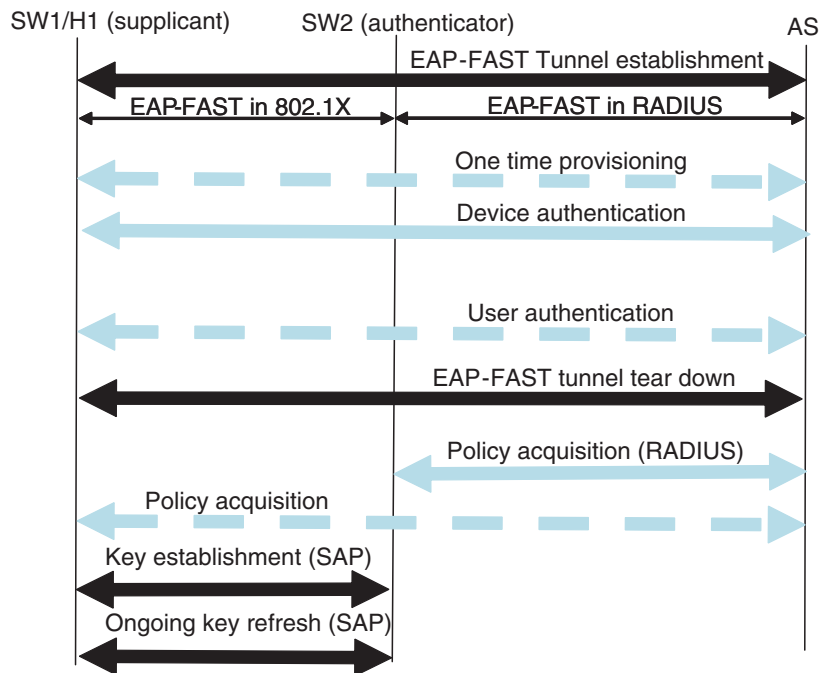 SW1/H1 (supplicant)
SW2 (authenticator)
AS
EAP-FAST Tunnel establishment
EAP-FAST in 802.1X
EAP-FAST in RADIUS
One time provisioning
Device authentication
User authentication
EAP-FAST tunnel tear down
Policy acquisition (RADIUS)
Policy acquisition
Key establishment (SAP)
Ongoing key refresh (SAP)